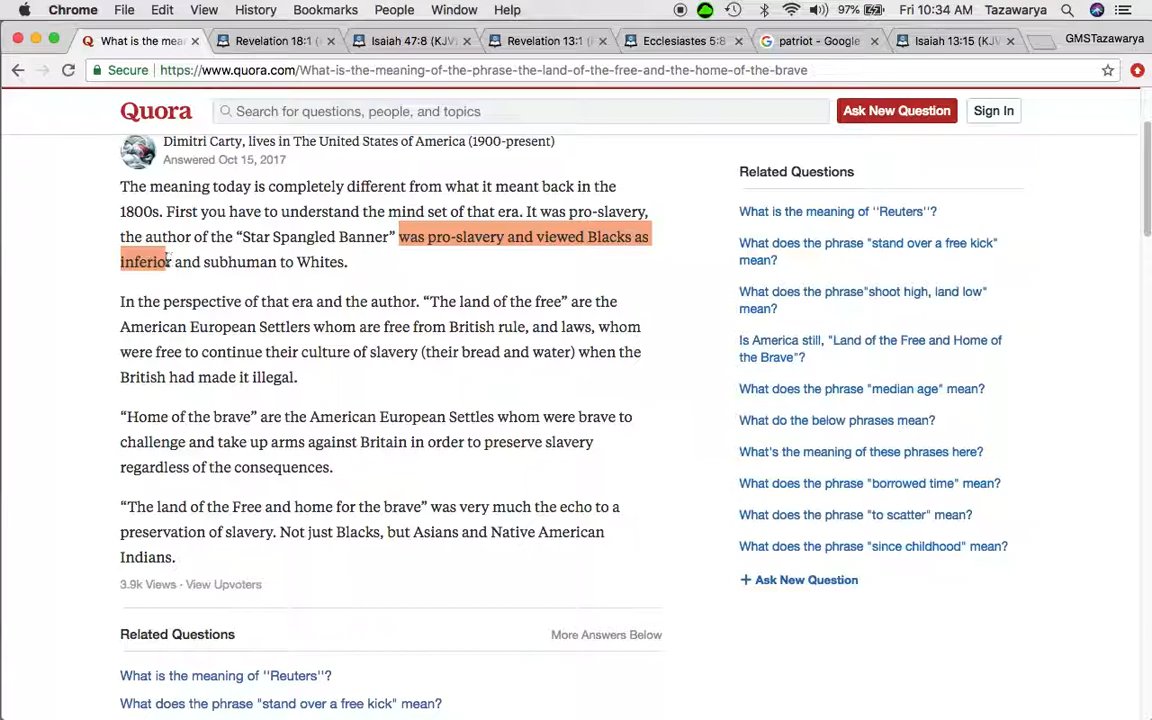 Chrome File Edit View History Bookmarks People Window Help 97% Fri 10:34 AM Tazawarya
What is the mea Revelation 18:1 ( Isaiah 47:8 (KJV Revelation 13:1 Ecclesiastes 5:8 patriot - Google Isaiah 13:15 (KJV GMSTazawarya
Secure https://www.quora.com/What-is-the-meaning-of-the-phrase-the-land-of-the-free-and-the-home-of-the-brave
Quora Search for questions, people, and topics Ask New Question Sign In
Dimitri Carty, lives in The United States of America (1900-present)
Answered Oct 15, 2017
The meaning today is completely different from what it meant back in the
1800s. First you have to understand the mind set of that era. It was pro-slavery,
the author of the “Star Spangled Banner” was pro-slavery and viewed Blacks as
inferior and subhuman to Whites.
In the perspective of that era and the author. “The land of the free” are the
American European Settlers whom are free from British rule, and laws, whom
were free to continue their culture of slavery (their bread and water) when the
British had made it illegal.
“Home of the brave” are the American European Settles whom were brave to
challenge and take up arms against Britain in order to preserve slavery
regardless of the consequences.
“The land of the Free and home for the brave” was very much the echo to a
preservation of slavery. Not just Blacks, but Asians and Native American
Indians.
3.9k Views · View Upvoters
Related Questions More Answers Below
What is the meaning of ''Reuters''?
What does the phrase "stand over a free kick" mean?
Related Questions
What is the meaning of ''Reuters''?
What does the phrase "stand over a free kick"
mean?
What does the phrase"shoot high, land low"
mean?
Is America still, "Land of the Free and Home of
the Brave"?
What does the phrase "median age" mean?
What do the below phrases mean?
What's the meaning of these phrases here?
What does the phrase "borrowed time" mean?
What does the phrase "to scatter" mean?
What does the phrase "since childhood" mean?
+ Ask New Question